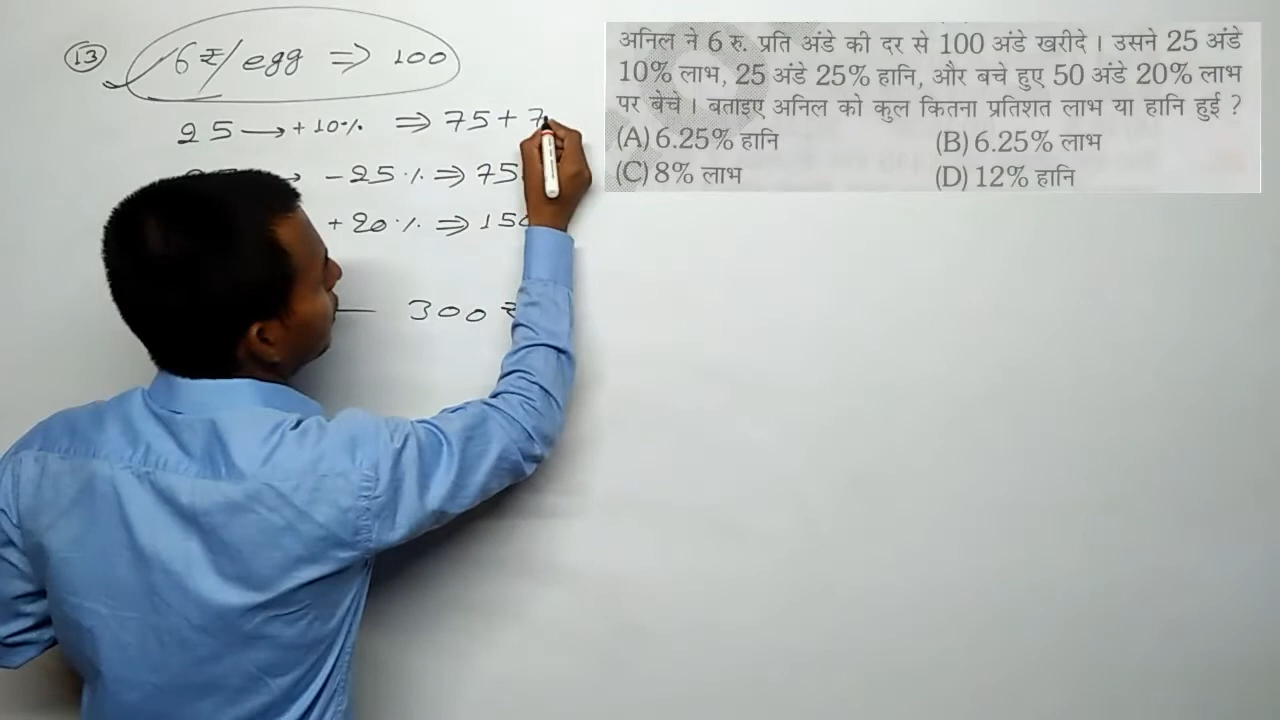 13 6₹/egg ⇒ 100
25 → +10% ⇒ 75+7
→ -25% ⇒ 75
+20% ⇒ 150
300 ₹
अनिल ने 6 रु. प्रति अंडे की दर से 100 अंडे खरीदे । उसने 25 अंडे
10% लाभ, 25 अंडे 25% हानि, और बचे हुए 50 अंडे 20% लाभ
पर बेचे । बताइए अनिल को कुल कितना प्रतिशत लाभ या हानि हुई ?
(A) 6.25% हानि (B) 6.25% लाभ
(C) 8% लाभ (D) 12% हानि